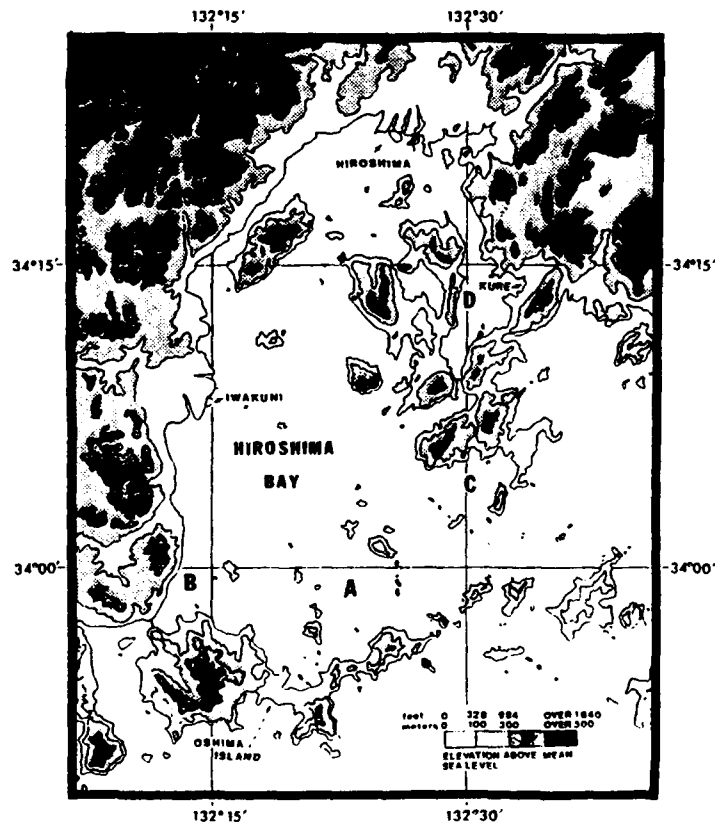 132°15′ 132°30′
HIROSHIMA
34°15′ 34°15′
KURE
D
IWAKUNI
HIROSHIMA
BAY
C
34°00′ 34°00′
B A
feet 0 328 984 OVER 1640
meters 0 100 300 OVER 500
ELEVATION ABOVE MEAN
SEA LEVEL
OSHIMA
ISLAND
132°15′ 132°30′